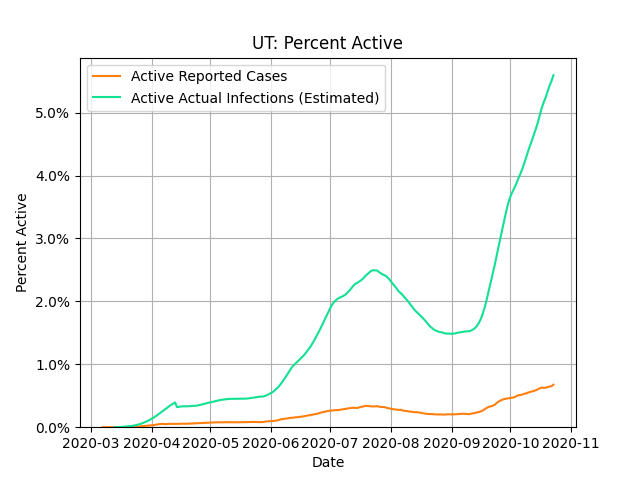 UT: Percent Active
Active Reported Cases
Active Actual Infections (Estimated)
Percent Active
5.0%
4.0%
3.0%
2.0%
1.0%
0.0%
2020-03 2020-04 2020-05 2020-06 2020-07 2020-08 2020-09 2020-10 2020-11
Date